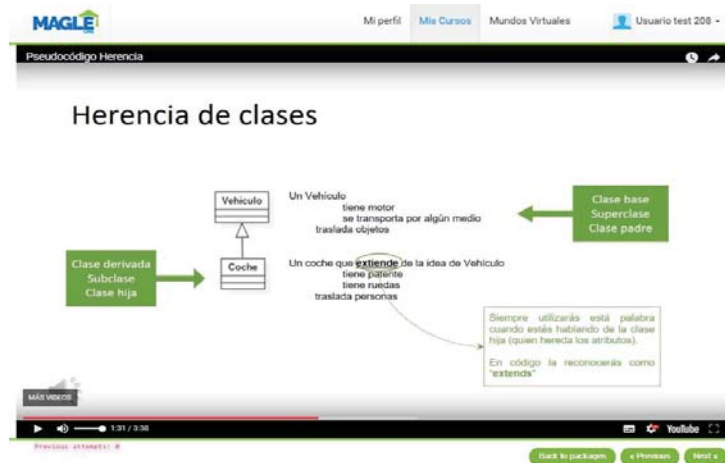 MAGLE
Mi perfil
Mis Cursos
Mundos Virtuales
Usuario test 208
Pseudocódigo Herencia
Herencia de clases
Vehiculo
Un Vehículo
tiene motor
se transporta por algún medio
traslada objetos
Clase base
Superclase
Clase padre
Clase derivada
Subclase
Clase hija
Coche
Un coche que extiende de la idea de Vehículo
tiene patente
tiene ruedas
traslada personas
Siempre utilizarás está palabra
cuando estés hablando de la clase
hija (quien hereda los atributos).
En código la reconocerás como
"extends"
MÁS VIDEOS
1:31 / 3:38
YouTube
Previous attempts: 0
Back to packages
« Previous
Next »